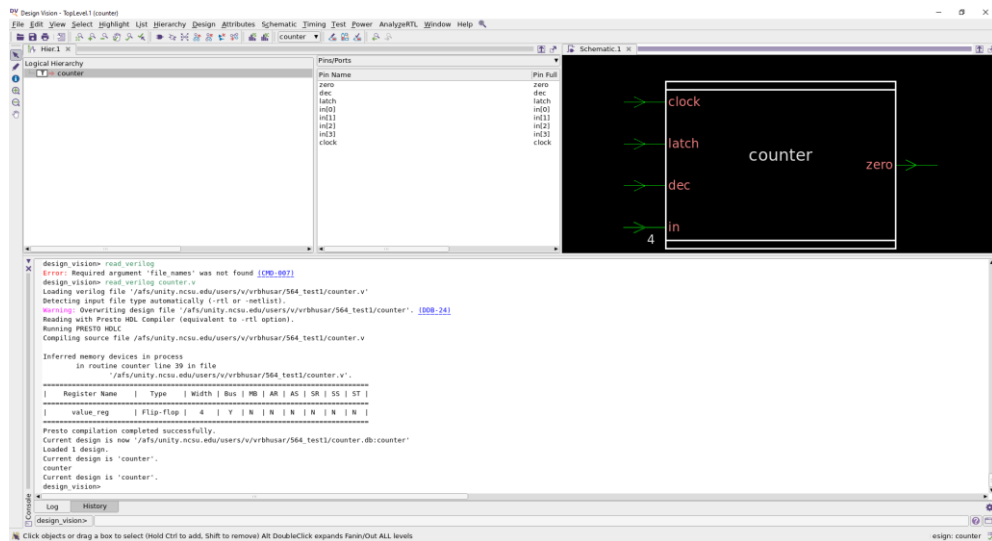 Design Vision - TopLevel.1 (counter)
File Edit View Select Highlight List Hierarchy Design Attributes Schematic Timing Test Power AnalyzeRTL Window Help
counter
Hier.1
Schematic.1
Logical Hierarchy
counter
Pins/Ports
Pin Name Pin Full
zero zero
dec dec
latch latch
in[0] in[0]
in[1] in[1]
in[2] in[2]
in[3] in[3]
clock clock
clock
latch
counter
zero
dec
in
4
design_vision> read_verilog
Error: Required argument 'file_names' was not found (CMD-007)
design_vision> read_verilog counter.v
Loading verilog file '/afs/unity.ncsu.edu/users/v/vrbhusar/564_test1/counter.v'
Detecting input file type automatically (-rtl or -netlist).
Warning: Overwriting design file '/afs/unity.ncsu.edu/users/v/vrbhusar/564_test1/counter'. (DDB-24)
Reading with Presto HDL Compiler (equivalent to -rtl option).
Running PRESTO HDLC
Compiling source file /afs/unity.ncsu.edu/users/v/vrbhusar/564_test1/counter.v
Inferred memory devices in process
in routine counter line 39 in file
'/afs/unity.ncsu.edu/users/v/vrbhusar/564_test1/counter.v'.
===============================================================================
| Register Name | Type | Width | Bus | MB | AR | AS | SR | SS | ST |
===============================================================================
| value_reg | Flip-flop | 4 | Y | N | N | N | N | N | N |
===============================================================================
Presto compilation completed successfully.
Current design is now '/afs/unity.ncsu.edu/users/v/vrbhusar/564_test1/counter.db:counter'
Loaded 1 design.
Current design is 'counter'.
counter
Current design is 'counter'.
design_vision>
Console
Log History
design_vision>
Click objects or drag a box to select (Hold Ctrl to add, Shift to remove) Alt DoubleClick expands Fanin/Out ALL levels
esign: counter